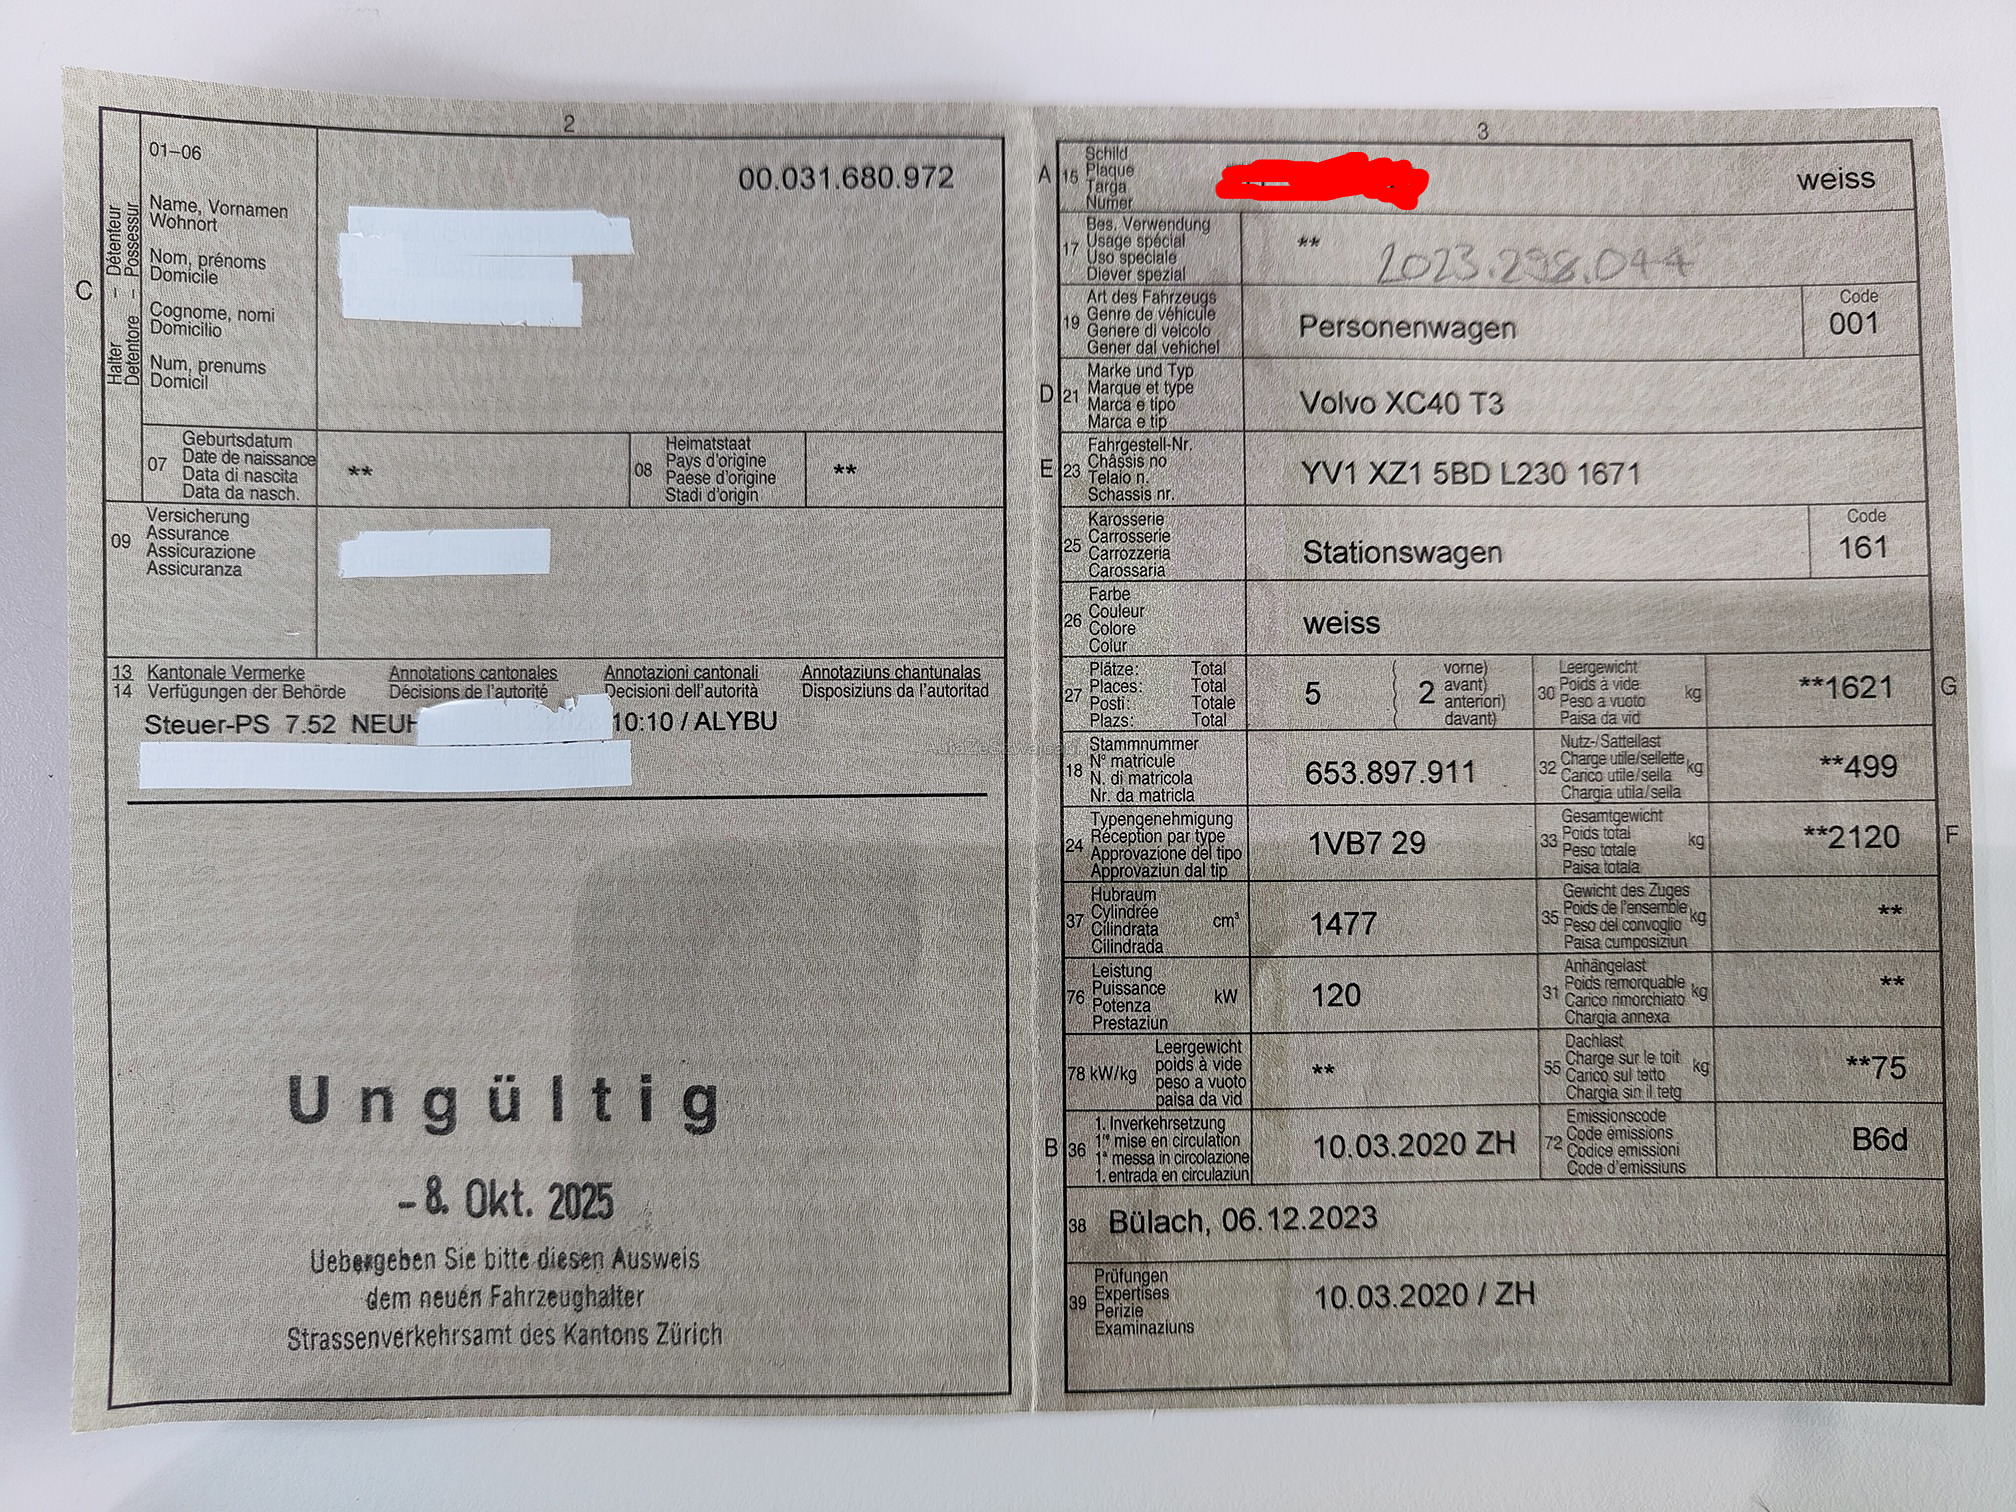 2
01–06
00.031.680.972
C
Halter – Détenteur
Detentore – Possessur
Name, Vornamen
Wohnort
Nom, prénoms
Domicile
Cognome, nomi
Domicilio
Num, prenums
Domicil
07
Geburtsdatum
Date de naissance
Data di nascita
Data da nasch.
**
08
Heimatstaat
Pays d'origine
Paese d'origine
Stadi d'origin
**
09
Versicherung
Assurance
Assicurazione
Assicuranza
13 Kantonale Vermerke Annotations cantonales Annotazioni cantonali Annotaziuns chantunalas
14 Verfügungen der Behörde Décisions de l'autorité Decisioni dell'autorità Disposiziuns da l'autoritad
Steuer-PS 7.52 NEUH 10:10 / ALYBU
Ungültig
–8. Okt. 2025
Uebergeben Sie bitte diesen Ausweis
dem neuen Fahrzeughalter
Strassenverkehrsamt des Kantons Zürich
3
A 15
Schild
Plaque
Targa
Numer
weiss
17
Bes. Verwendung
Usage spécial
Uso speciale
Diever spezial
**
2023.298.044
19
Art des Fahrzeugs
Genre de véhicule
Genere di veicolo
Gener dal vehichel
Personenwagen
Code
001
D 21
Marke und Typ
Marque et type
Marca e tipo
Marca e tip
Volvo XC40 T3
E 23
Fahrgestell-Nr.
Châssis no
Telaio n.
Schassis nr.
YV1 XZ1 5BD L230 1671
25
Karosserie
Carrosserie
Carrozzeria
Carossaria
Stationswagen
Code
161
26
Farbe
Couleur
Colore
Colur
weiss
27
Plätze: Total
Places: Total
Posti: Totale
Plazs: Total
5
2
vorne)
avant)
anteriori)
davant)
30
Leergewicht
Poids à vide
Peso a vuoto
Paisa da vid
kg
**1621
G
18
Stammnummer
N° matricule
N. di matricola
Nr. da matricla
653.897.911
32
Nutz-/Sattellast
Charge utile/sellette
Carico utile/sella
Chargia utila/sella
kg
**499
24
Typengenehmigung
Réception par type
Approvazione del tipo
Approvaziun dal tip
1VB7 29
33
Gesamtgewicht
Poids total
Peso totale
Paisa totala
kg
**2120
F
37
Hubraum
Cylindrée
Cilindrata
Cilindrada
cm³
1477
35
Gewicht des Zuges
Poids de l'ensemble
Peso del convoglio
Paisa cumposiziun
kg
**
76
Leistung
Puissance
Potenza
Prestaziun
kW
120
31
Anhängelast
Poids remorquable
Carico rimorchiato
Chargia annexa
kg
**
78 kW/kg
Leergewicht
poids à vide
peso a vuoto
paisa da vid
**
55
Dachlast
Charge sur le toit
Carico sul tetto
Chargia sin il tetg
kg
**75
B 36
1. Inverkehrsetzung
1re mise en circulation
1a messa in circolazione
1. entrada en circulaziun
10.03.2020 ZH
72
Emissionscode
Code émissions
Codice emissioni
Code d'emissiuns
B6d
38 Bülach, 06.12.2023
39
Prüfungen
Expertises
Perizie
Examinaziuns
10.03.2020 / ZH